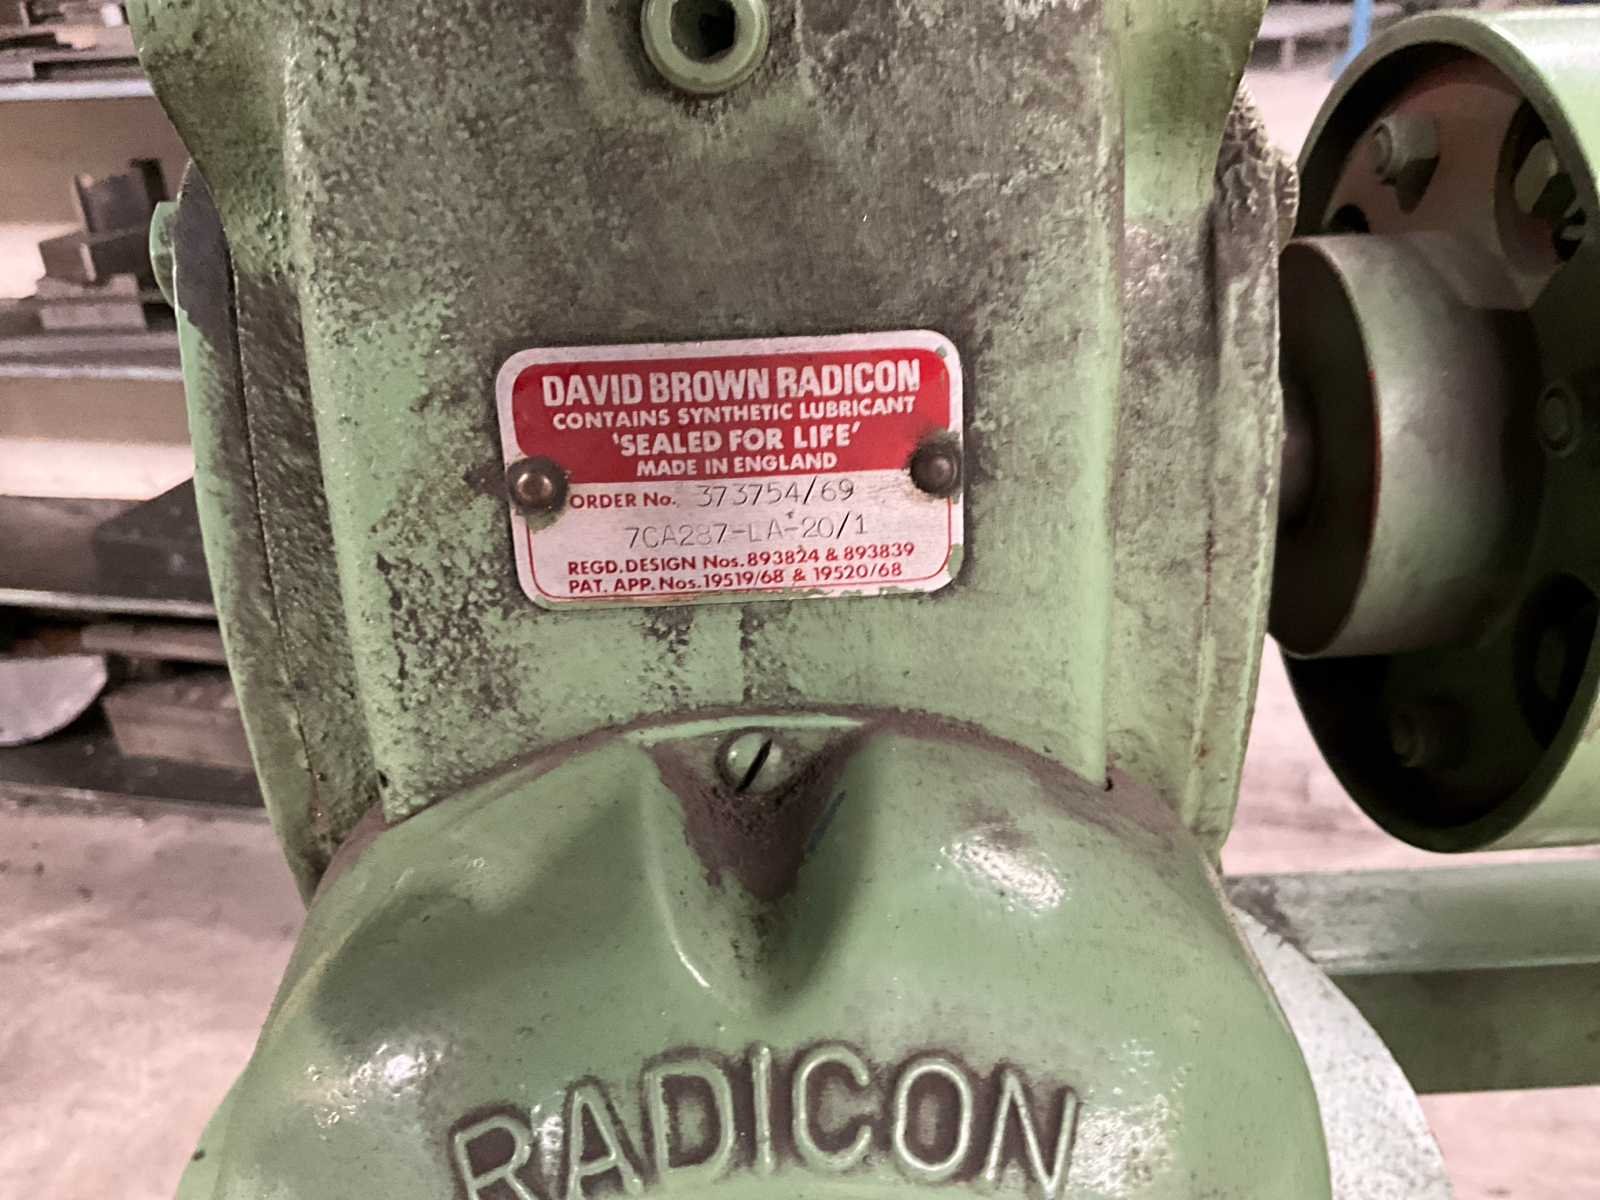 DAVID BROWN RADICON
CONTAINS SYNTHETIC LUBRICANT
'SEALED FOR LIFE'
MADE IN ENGLAND
ORDER No. 373754/69
7CA287-LA-20/1
REGD. DESIGN Nos. 893824 & 893839
PAT. APP. Nos. 19519/68 & 19520/68
RADICON